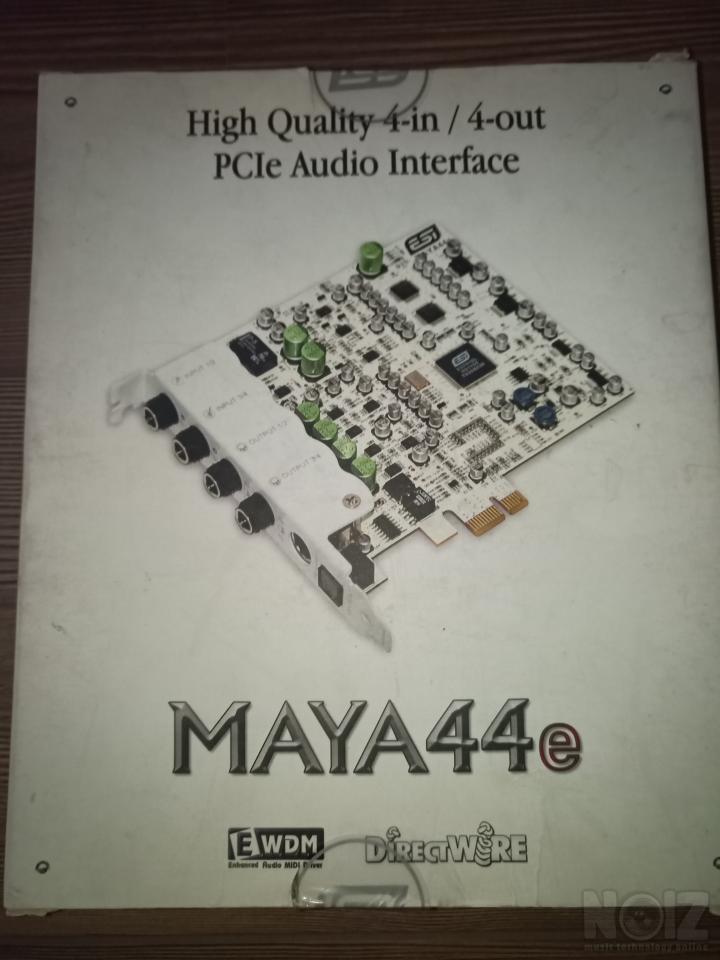 High Quality 4-in / 4-out
PCIe Audio Interface
ESI
INPUT 1/2
INPUT 3/4
OUTPUT 1/2
OUTPUT 3/4
MAYA44e
EWDM
Enhanced Audio MIDI Driver
DIRECTWIRE
NOIZ
music technology online